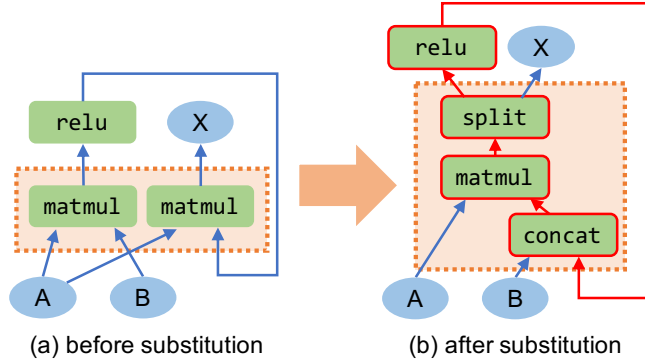 relu
X
matmul
matmul
A
B
(a) before substitution
relu
X
split
matmul
concat
A
B
(b) after substitution